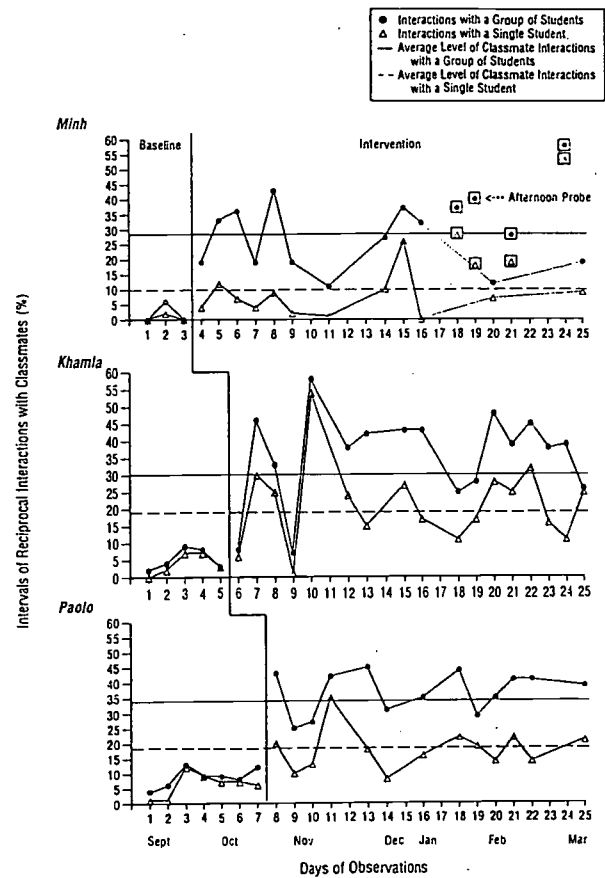 Interactions with a Group of Students
Interactions with a Single Student.
Average Level of Classmate Interactions
with a Group of Students
Average Level of Classmate Interactions
with a Single Student
Minh
60
55
50
45
40
35
30
25
20
15
10
5
0
Baseline
Intervention
Afternoon Probe
1 2 3 4 5 6 7 8 9 10 11 12 13 14 15 16 17 18 19 20 21 22 23 24 25
Intervals of Reciprocal Interactions with Classmates (%)
Khamla
60
55
50
45
40
35
30
25
20
15
10
5
0
1 2 3 4 5 6 7 8 9 10 11 12 13 14 15 16 17 18 19 20 21 22 23 24 25
Paolo
60
55
50
45
40
35
30
25
20
15
10
5
0
1 2 3 4 5 6 7 8 9 10 11 12 13 14 15 16 17 18 19 20 21 22 23 24 25
Sept Oct Nov Dec Jan Feb Mar
Days of Observations